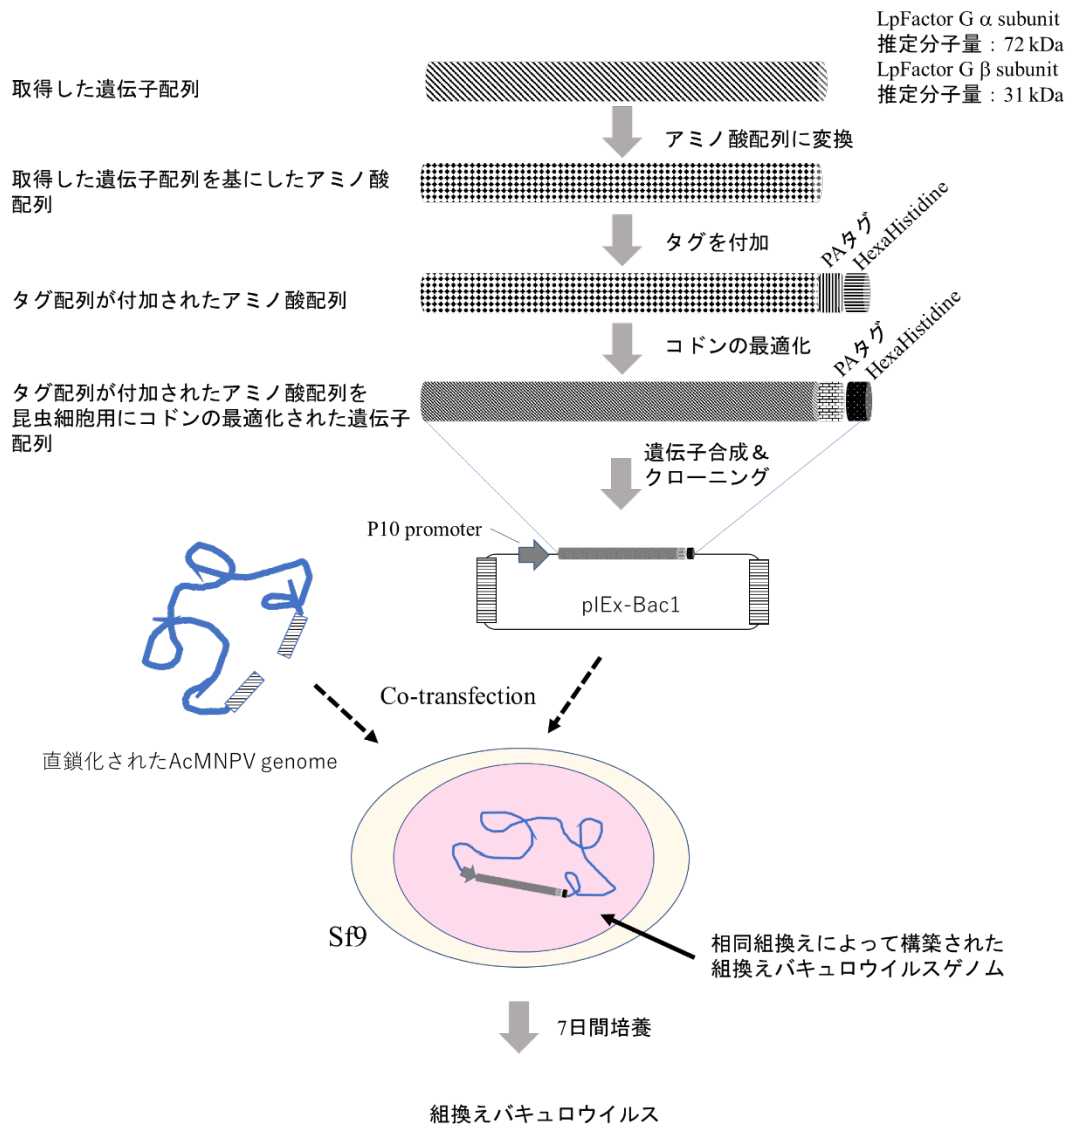 LpFactor G α subunit
推定分子量：72 kDa
LpFactor G β subunit
推定分子量：31 kDa
取得した遺伝子配列
アミノ酸配列に変換
取得した遺伝子配列を基にしたアミノ酸
配列
タグを付加
PAタグ
HexaHistidine
タグ配列が付加されたアミノ酸配列
コドンの最適化
PAタグ
HexaHistidine
タグ配列が付加されたアミノ酸配列を
昆虫細胞用にコドンの最適化された遺伝子
配列
遺伝子合成＆
クローニング
P10 promoter
pIEx-Bac1
Co-transfection
直鎖化されたAcMNPV genome
Sf9
相同組換えによって構築された
組換えバキュロウイルスゲノム
7日間培養
組換えバキュロウイルス